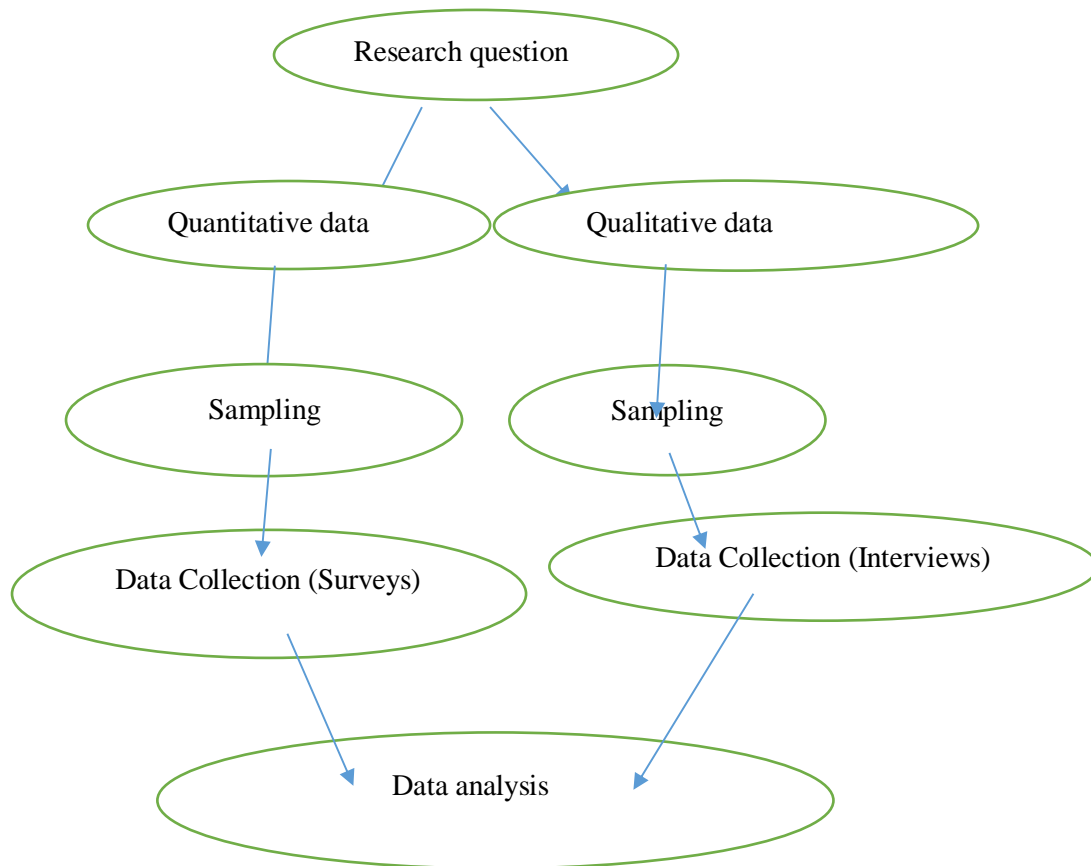 Research question
Quantitative data
Qualitative data
Sampling
Sampling
Data Collection (Surveys)
Data Collection (Interviews)
Data analysis